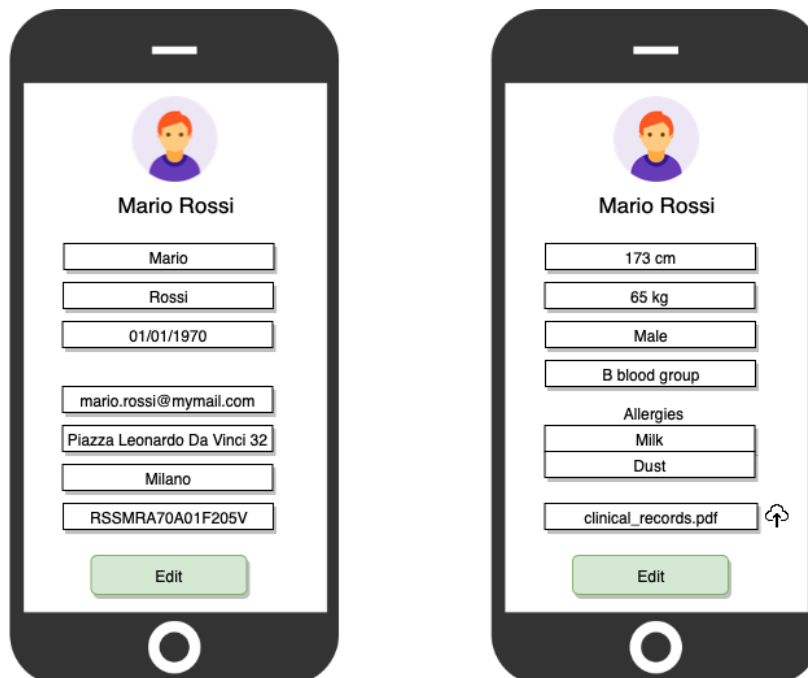 Mario Rossi
Mario
Rossi
01/01/1970
mario.rossi@mymail.com
Piazza Leonardo Da Vinci 32
Milano
RSSMRA70A01F205V
Edit
Mario Rossi
173 cm
65 kg
Male
B blood group
Allergies
Milk
Dust
clinical_records.pdf
Edit